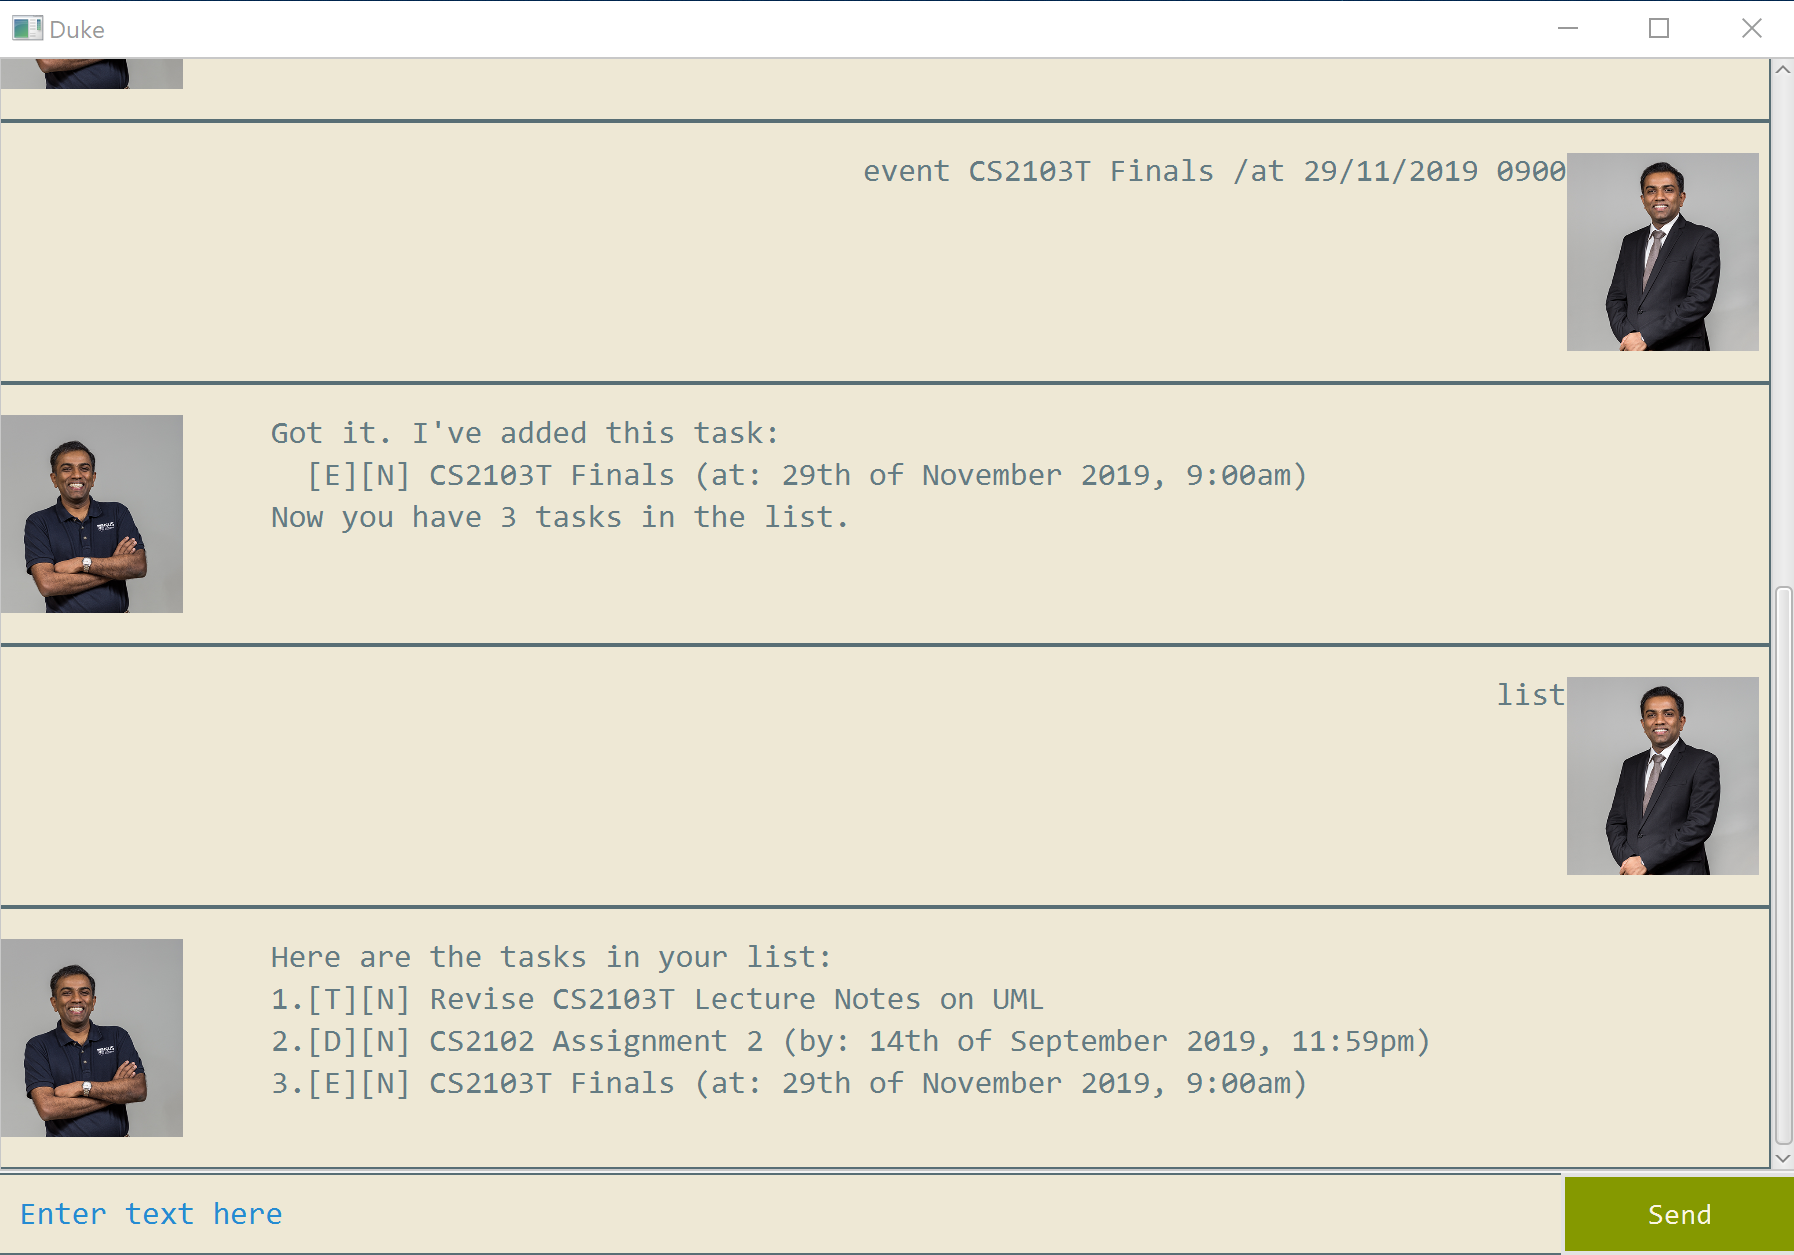 Duke
event CS2103T Finals /at 29/11/2019 0900
Got it. I've added this task:
[E][N] CS2103T Finals (at: 29th of November 2019, 9:00am)
Now you have 3 tasks in the list.
list
Here are the tasks in your list:
1.[T][N] Revise CS2103T Lecture Notes on UML
2.[D][N] CS2102 Assignment 2 (by: 14th of September 2019, 11:59pm)
3.[E][N] CS2103T Finals (at: 29th of November 2019, 9:00am)
Enter text here
Send